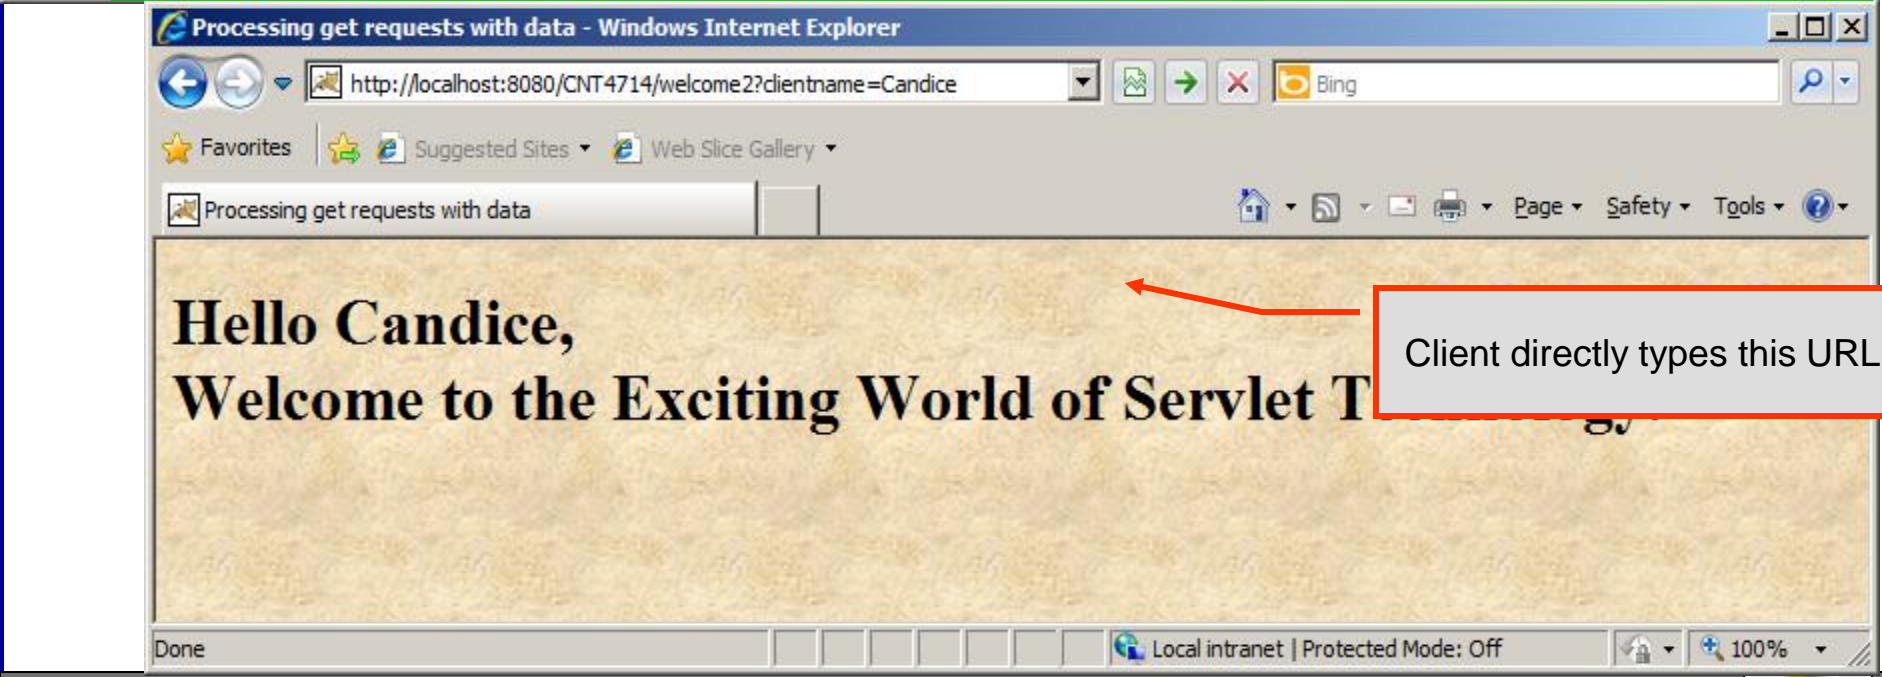 Processing get requests with data - Windows Internet Explorer
http://localhost:8080/CNT4714/welcome2?clientname=Candice
Bing
Favorites Suggested Sites Web Slice Gallery
Processing get requests with data
Page Safety Tools
Hello Candice,
Client directly types this URL
Welcome to the Exciting World of Servlet
Done
Local intranet | Protected Mode: Off
100%